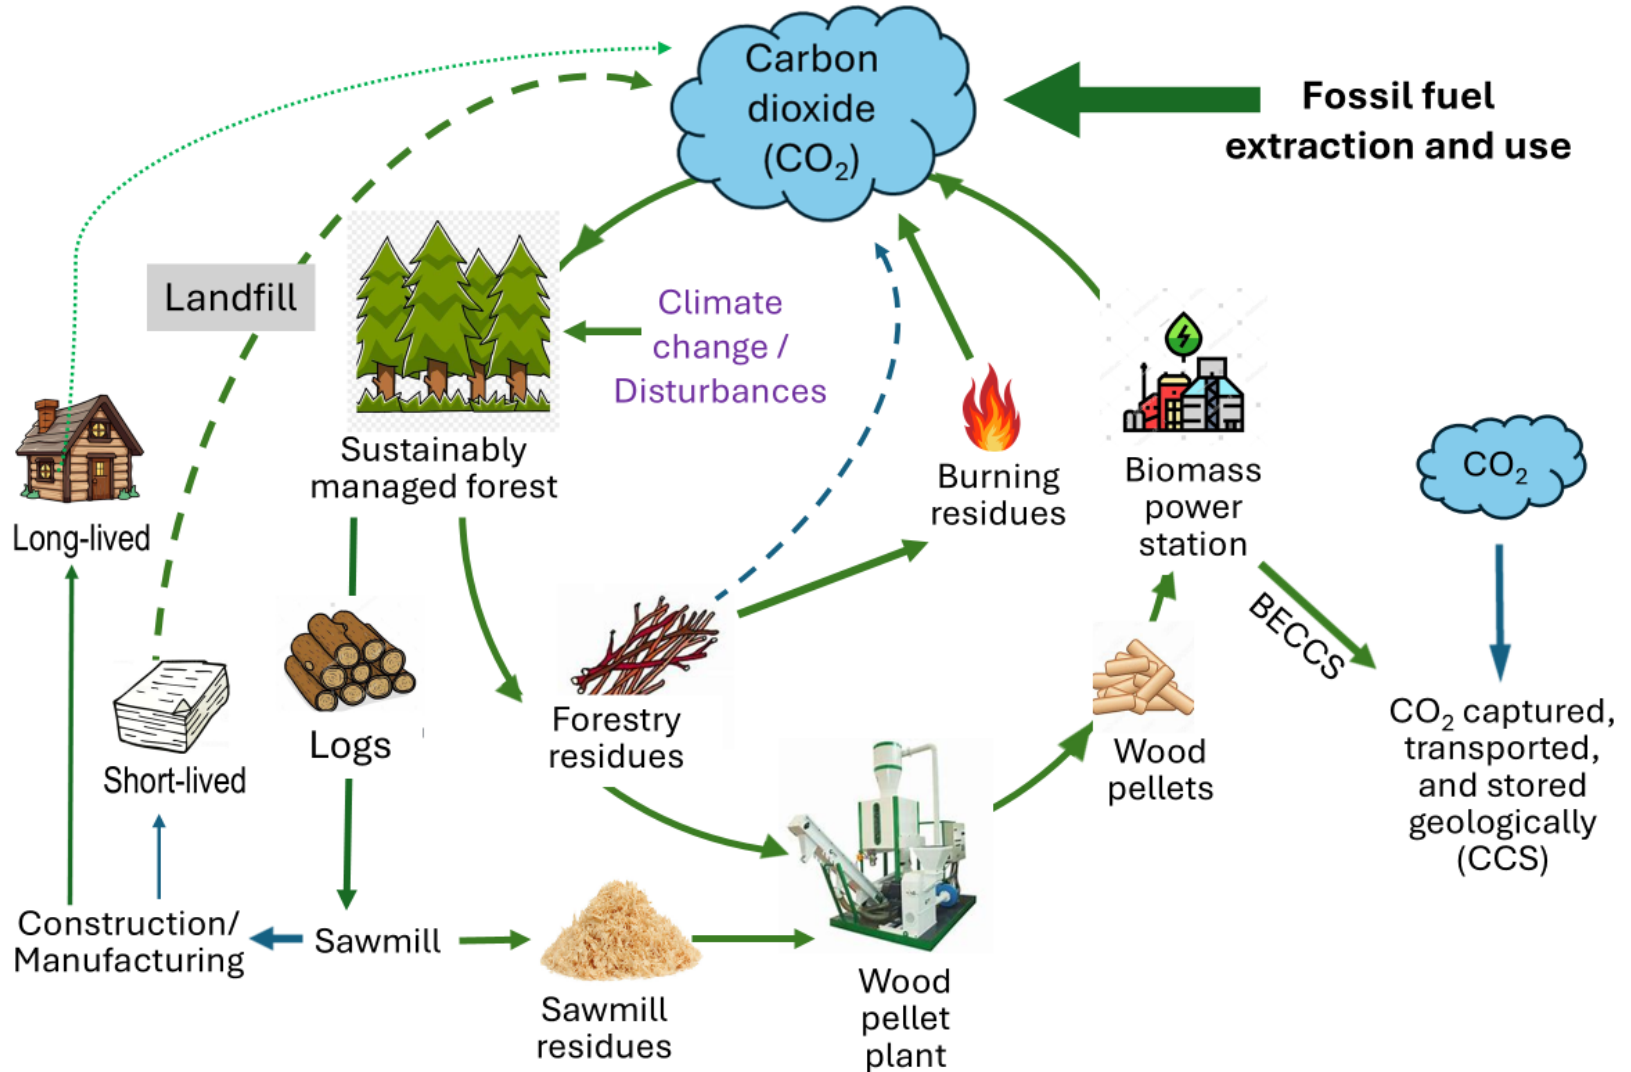 Carbon
dioxide
(CO₂)
Fossil fuel
extraction and use
Landfill
Climate
change /
Disturbances
Sustainably
managed forest
Long-lived
Burning
residues
Biomass
power
station
CO₂
BECCS
Short-lived
Logs
Forestry
residues
Wood
pellets
CO₂ captured,
transported,
and stored
geologically
(CCS)
Construction/
Manufacturing
Sawmill
Sawmill
residues
Wood
pellet
plant